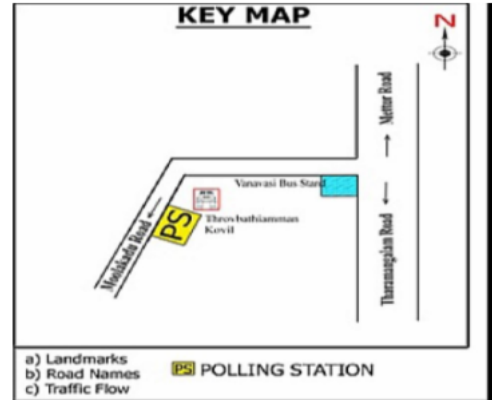 KEY MAP
N
Mettur Road
Vanavasi Bus Stand
Throvbathiamman
Kovil
PS
Moolakadu Road
Tharamangalam Road
a) Landmarks
b) Road Names
c) Traffic Flow
PS POLLING STATION